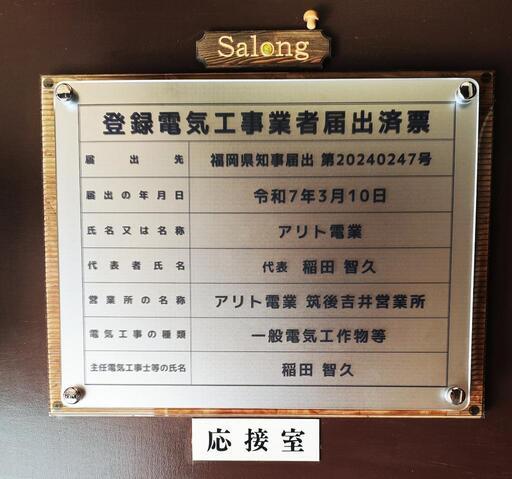 Salong
登録電気工事業者届出済票
届出先 福岡県知事届出 第20240247号
届出の年月日 令和7年3月10日
氏名又は名称 アリト電業
代表者氏名 代表 稲田 智久
営業所の名称 アリト電業 筑後吉井営業所
電気工事の種類 一般電気工作物等
主任電気工事士等の氏名 稲田 智久
応接室